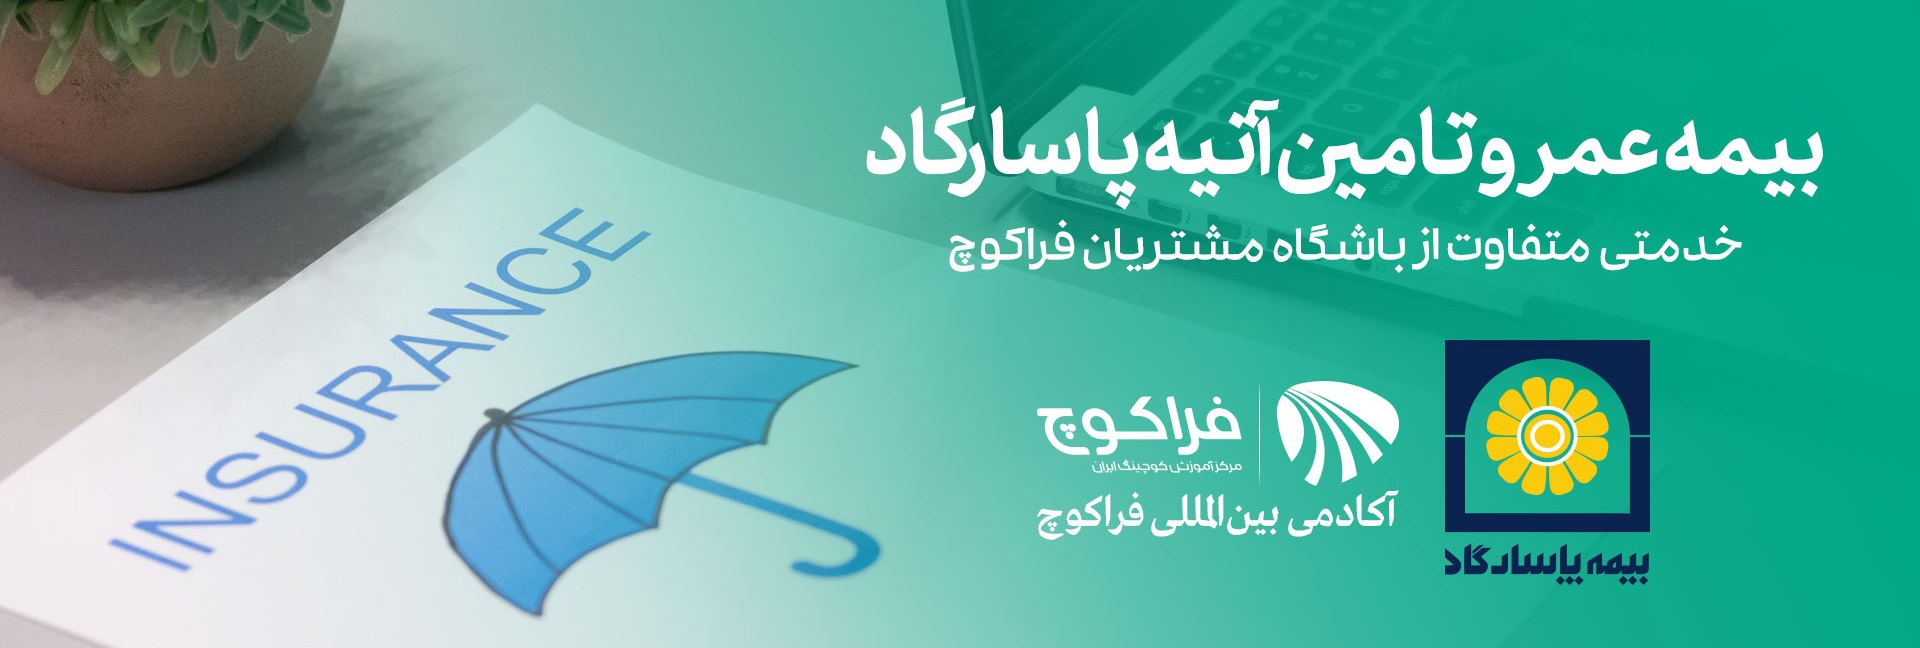 بیمه عمر و تامین آتیه پاسارگاد
خدمتی متفاوت از باشگاه مشتریان فراکوچ
فراکوچ
مرکز آموزش کوچینگ ایران
آکادمی بین‌المللی فراکوچ
بیمه پاسارگاد
INSURANCE